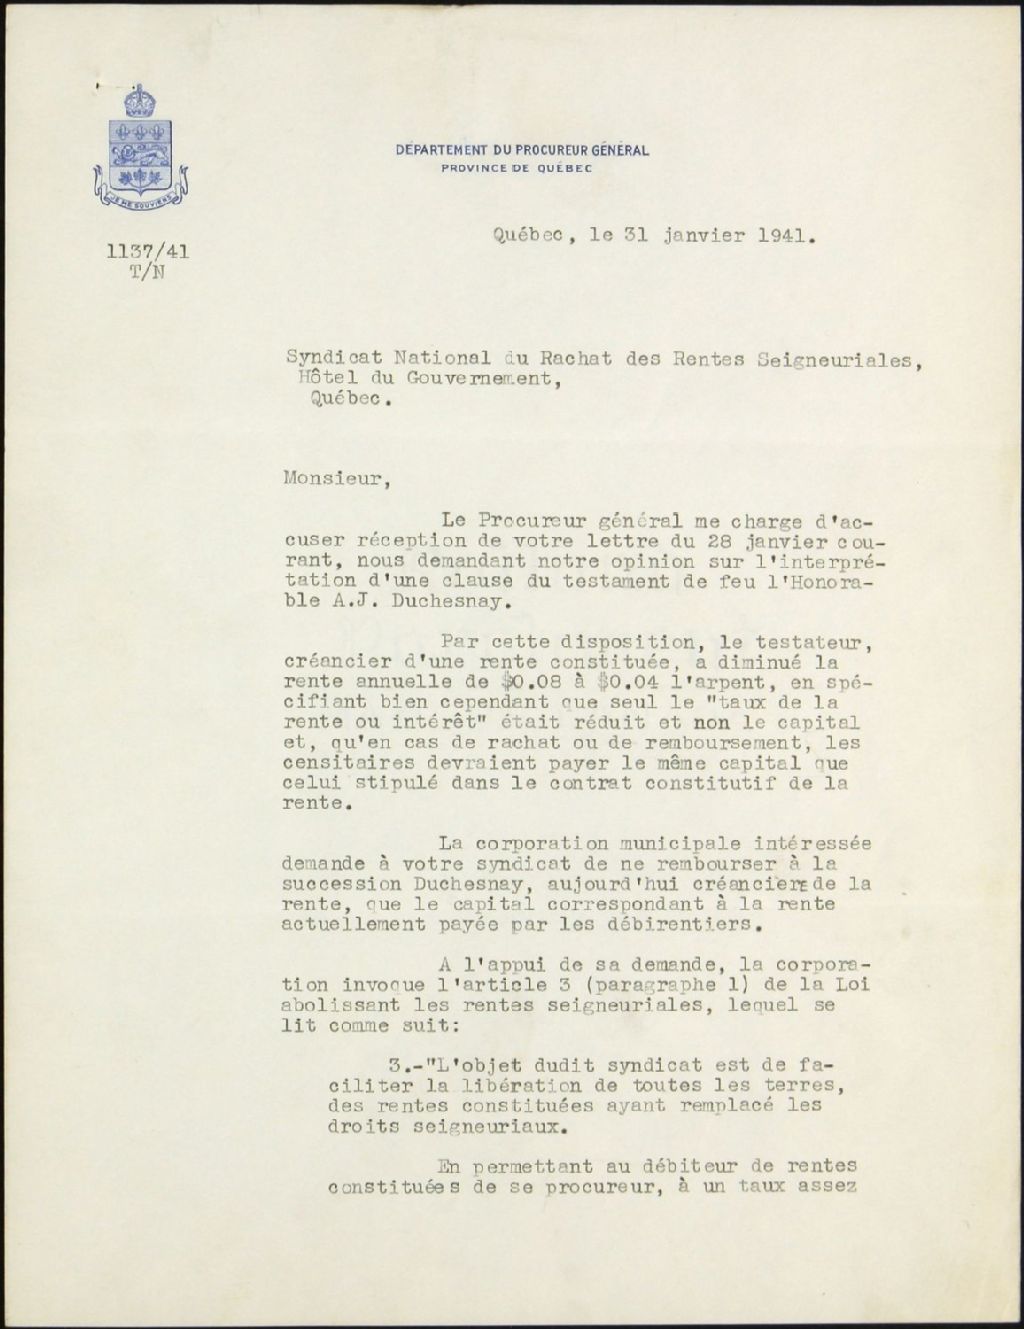 JE ME SOUVIENS
DÉPARTEMENT DU PROCUREUR GÉNÉRAL
PROVINCE DE QUÉBEC
Québec, le 31 janvier 1941.
1137/41
T/N
Syndicat National du Rachat des Rentes Seigneuriales,
Hôtel du Gouvernement,
Québec.
Monsieur,
Le Procureur général me charge d'ac-
cuser réception de votre lettre du 28 janvier cou-
rant, nous demandant notre opinion sur l'interpré-
tation d'une clause du testament de feu l'Honora-
ble A.J. Duchesnay.
Par cette disposition, le testateur,
créancier d'une rente constituée, a diminué la
rente annuelle de $0.08 à $0.04 l'arpent, en spé-
cifiant bien cependant que seul le "taux de la
rente ou intérêt" était réduit et non le capital
et, qu'en cas de rachat ou de remboursement, les
censitaires devraient payer le même capital que
celui stipulé dans le contrat constitutif de la
rente.
La corporation municipale intéressée
demande à votre syndicat de ne rembourser à la
succession Duchesnay, aujourd'hui créancière de la
rente, que le capital correspondant à la rente
actuellement payée par les débirentiers.
A l'appui de sa demande, la corpora-
tion invoque l'article 3 (paragraphe 1) de la Loi
abolissant les rentes seigneuriales, lequel se
lit comme suit:
3.-"L'objet dudit syndicat est de fa-
ciliter la libération de toutes les terres,
des rentes constituées ayant remplacé les
droits seigneuriaux.
En permettant au débiteur de rentes
constituées de se procureur, à un taux assez